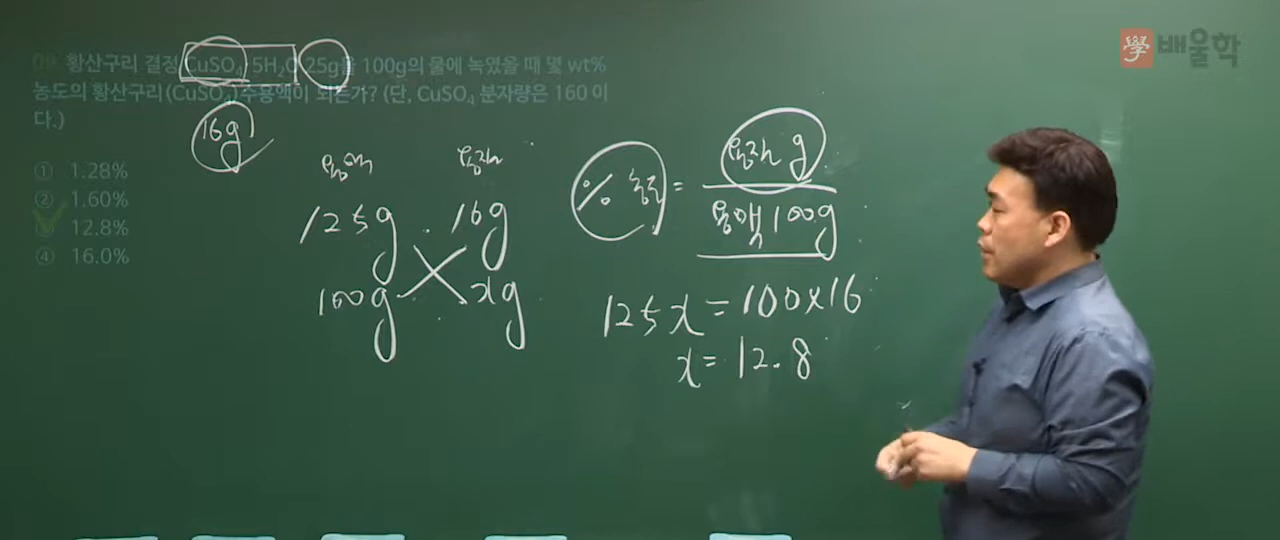 學 배울학
09 황산구리 결정 CuSO₄·5H₂O 25g을 100g의 물에 녹였을 때 몇 wt%
농도의 황산구리(CuSO₄)수용액이 되는가? (단, CuSO₄ 분자량은 160 이
다.)
① 1.28%
② 1.60%
③ 12.8%
④ 16.0%
16g
용액 용질
125g 16g
100g xg
% 농도 = 용질 g
용액 100g
125x = 100×16
x = 12.8